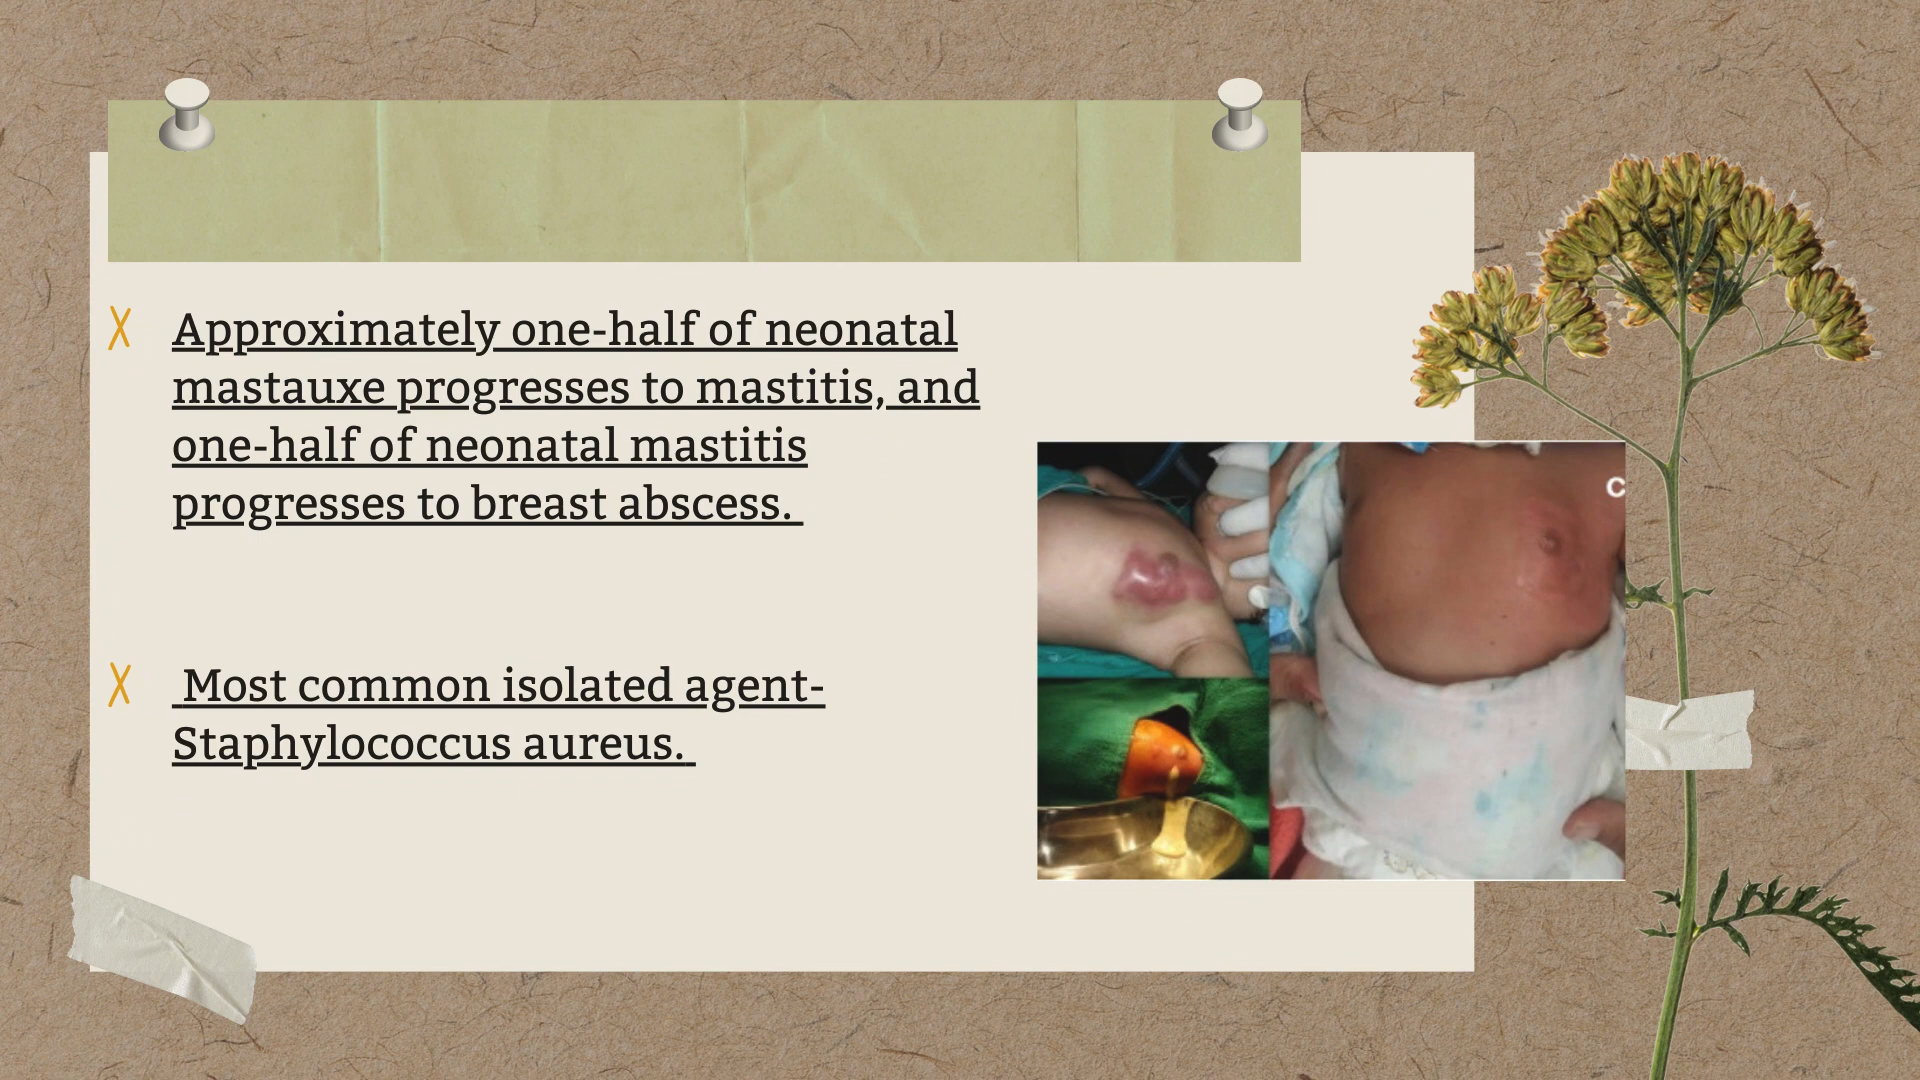 Approximately one-half of neonatal
mastauxe progresses to mastitis, and
one-half of neonatal mastitis
progresses to breast abscess.
Most common isolated agent-
Staphylococcus aureus.
C